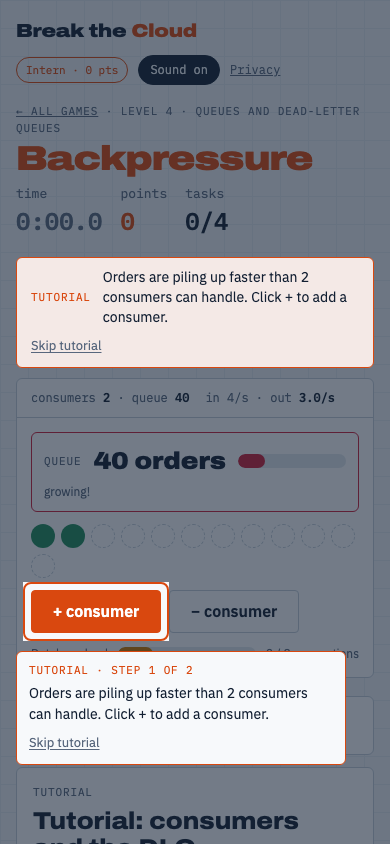 Break the Cloud
Intern · 0 pts
Sound on
Privacy
← ALL GAMES · LEVEL 4 · QUEUES AND DEAD-LETTER
QUEUES
Backpressure
time points tasks
0:00.0 0 0/4
TUTORIAL
Orders are piling up faster than 2
consumers can handle. Click + to add a
consumer.
Skip tutorial
consumers 2 · queue 40 in 4/s · out 3.0/s
QUEUE 40 orders
growing!
+ consumer
− consumer
TUTORIAL · STEP 1 OF 2
Orders are piling up faster than 2 consumers
can handle. Click + to add a consumer.
Skip tutorial
TUTORIAL
Tutorial: consumers
and the DLQ